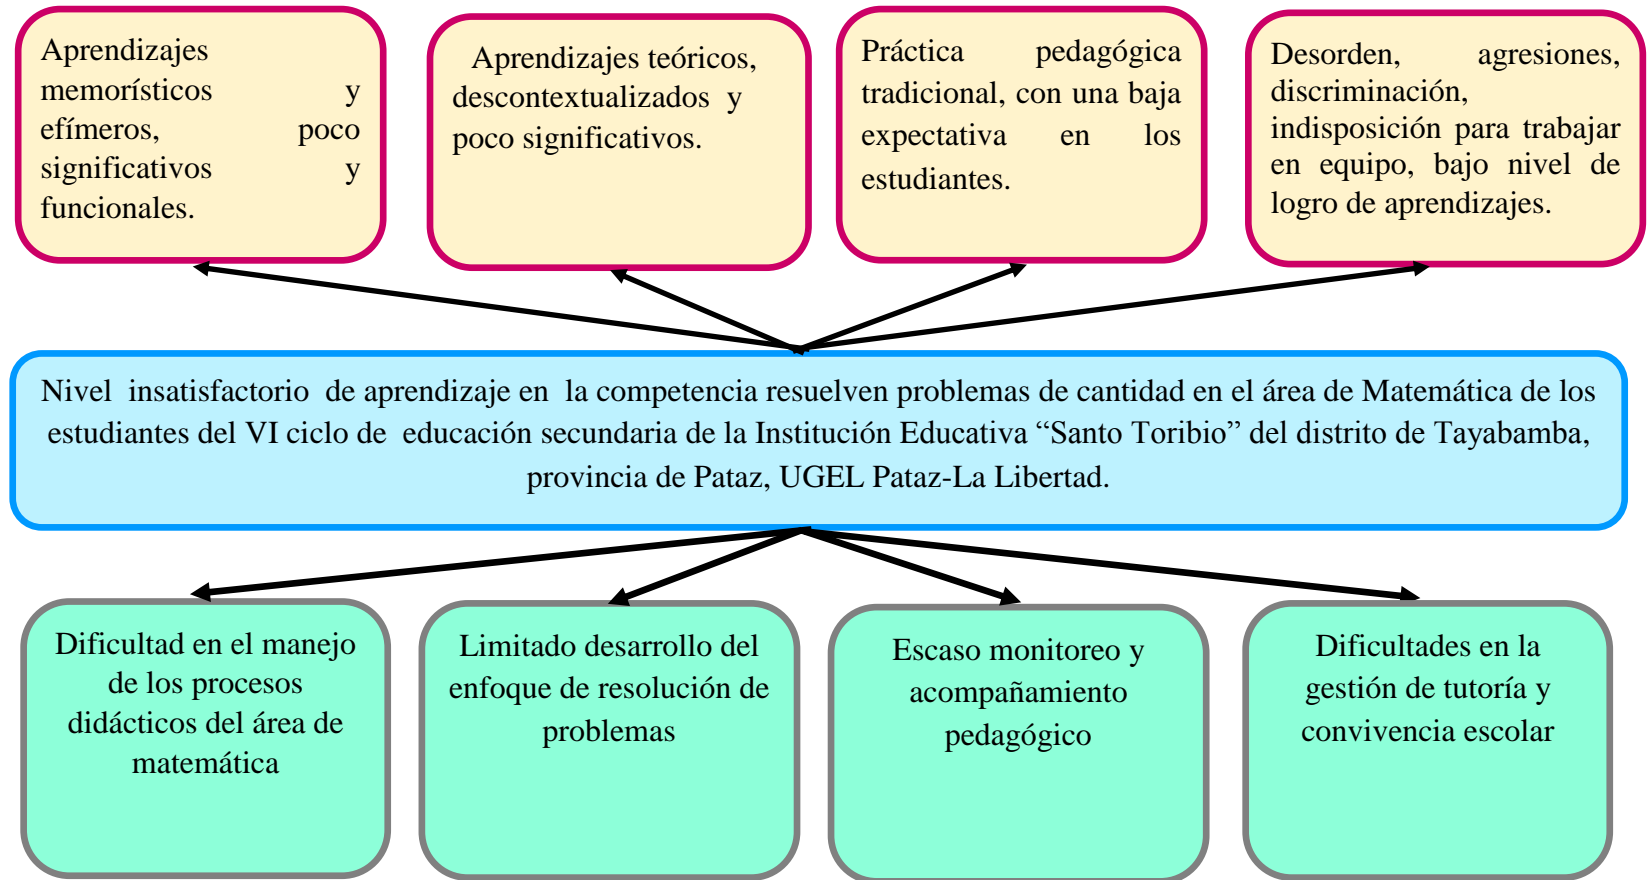 Aprendizajes
memorísticos y
efímeros, poco
significativos y
funcionales.
Aprendizajes teóricos,
descontextualizados y
poco significativos.
Práctica pedagógica
tradicional, con una baja
expectativa en los
estudiantes.
Desorden, agresiones,
discriminación,
indisposición para trabajar
en equipo, bajo nivel de
logro de aprendizajes.
Nivel insatisfactorio de aprendizaje en la competencia resuelven problemas de cantidad en el área de Matemática de los
estudiantes del VI ciclo de educación secundaria de la Institución Educativa “Santo Toribio” del distrito de Tayabamba,
provincia de Pataz, UGEL Pataz-La Libertad.
Dificultad en el manejo
de los procesos
didácticos del área de
matemática
Limitado desarrollo del
enfoque de resolución de
problemas
Escaso monitoreo y
acompañamiento
pedagógico
Dificultades en la
gestión de tutoría y
convivencia escolar